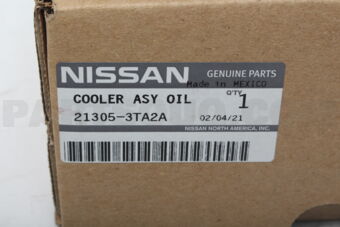 NISSAN GENUINE PARTS
Made in MEXICO
COOLER ASY OIL Q'TY 1
21305-3TA2A 02/04/21
NISSAN NORTH AMERICA, INC.